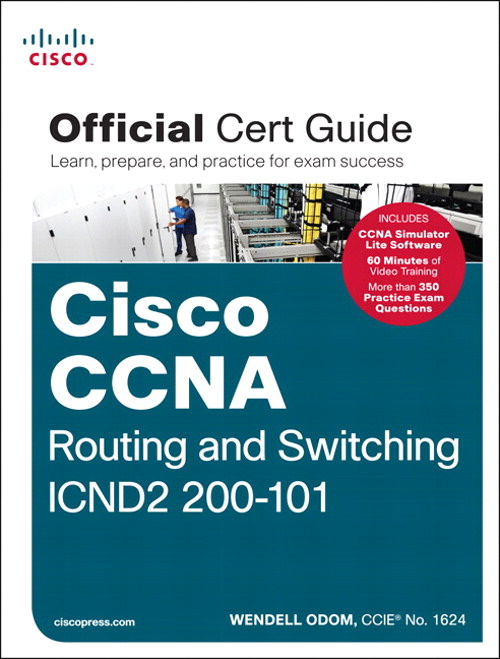 CISCO
Official Cert Guide
Learn, prepare, and practice for exam success
INCLUDES
CCNA Simulator
Lite Software
60 Minutes of
Video Training
More than 350
Practice Exam
Questions
Cisco
CCNA
Routing and Switching
ICND2 200-101
ciscopress.com
WENDELL ODOM, CCIE® No. 1624